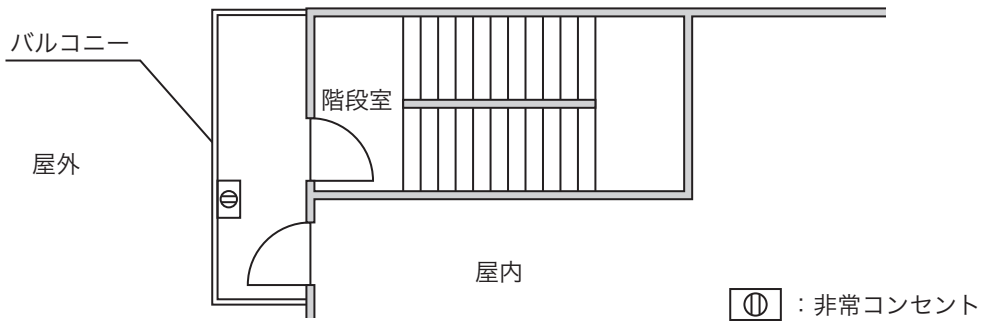 バルコニー
階段室
屋外
屋内
：非常コンセント